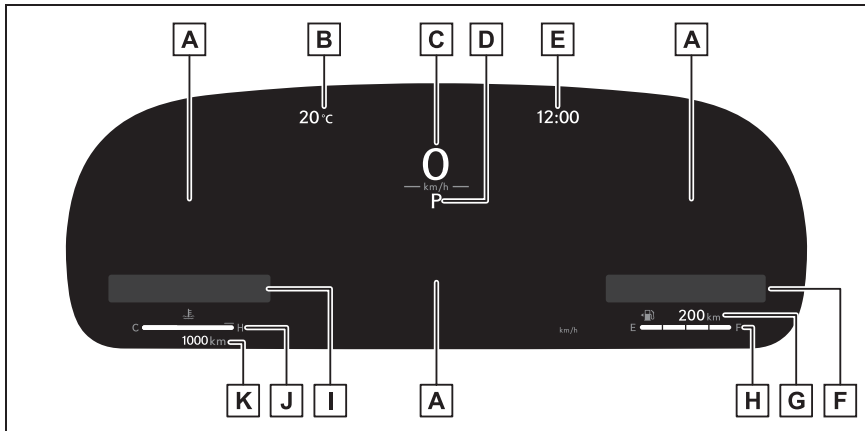 A B C D E A
20 °C 12:00
0
km/h
P
C H
1000 km
km/h
200 km
E F
K J I A H G F